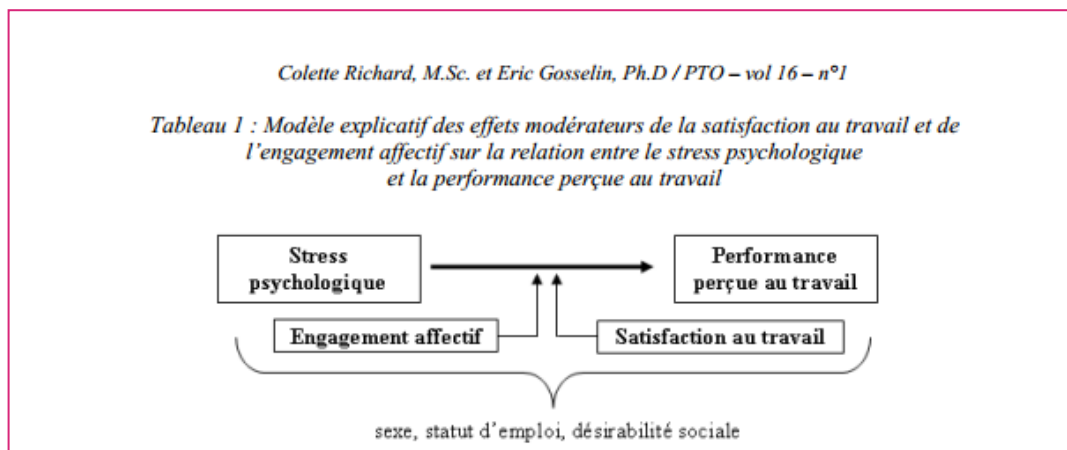 Colette Richard, M.Sc. et Eric Gosselin, Ph.D / PTO – vol 16 – n°1
Tableau 1 : Modèle explicatif des effets modérateurs de la satisfaction au travail et de
l'engagement affectif sur la relation entre le stress psychologique
et la performance perçue au travail
Stress
psychologique
Performance
perçue au travail
Engagement affectif
Satisfaction au travail
sexe, statut d'emploi, désirabilité sociale